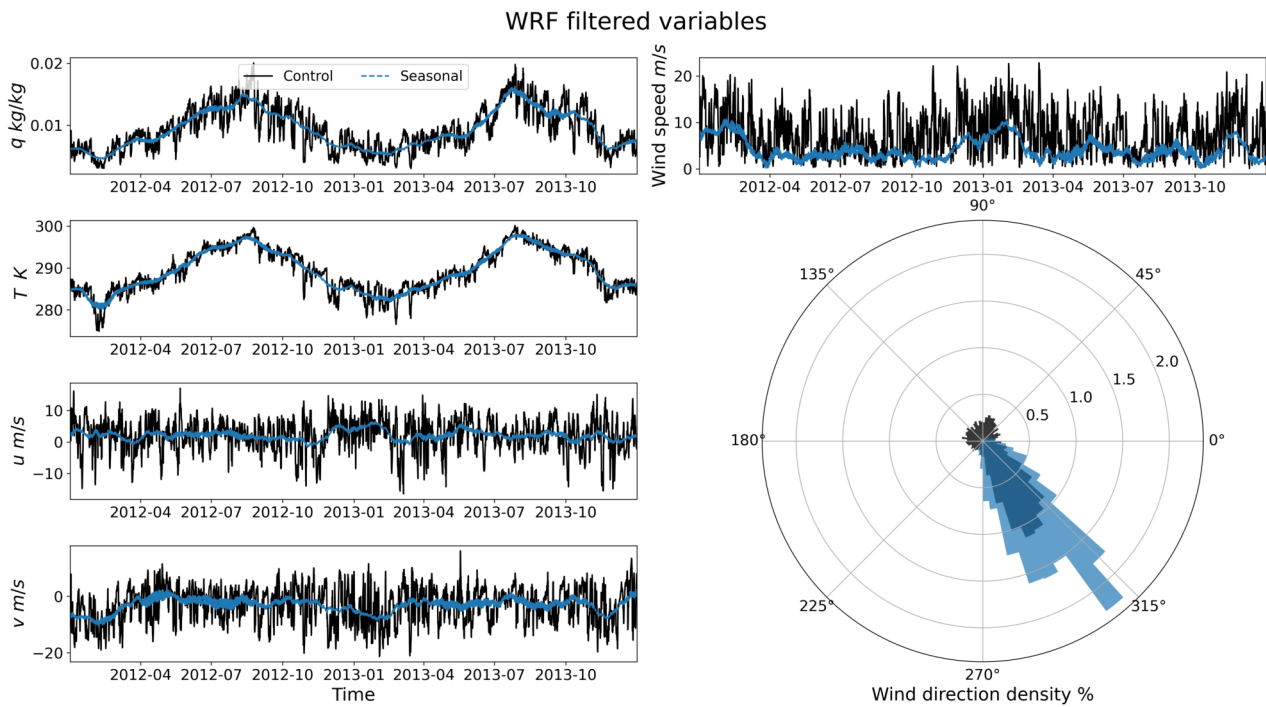 WRF filtered variables
q kg/kg
0.02
0.01
Control
Seasonal
2012-04 2012-07 2012-10 2013-01 2013-04 2013-07 2013-10
T K
300
290
280
2012-04 2012-07 2012-10 2013-01 2013-04 2013-07 2013-10
u m/s
10
0
−10
2012-04 2012-07 2012-10 2013-01 2013-04 2013-07 2013-10
v m/s
0
−20
2012-04 2012-07 2012-10 2013-01 2013-04 2013-07 2013-10
Time
Wind speed m/s
20
10
0
2012-04 2012-07 2012-10 2013-01 2013-04 2013-07 2013-10
90°
135°
45°
2.0
1.5
1.0
0.5
180°
0°
225°
315°
270°
Wind direction density %